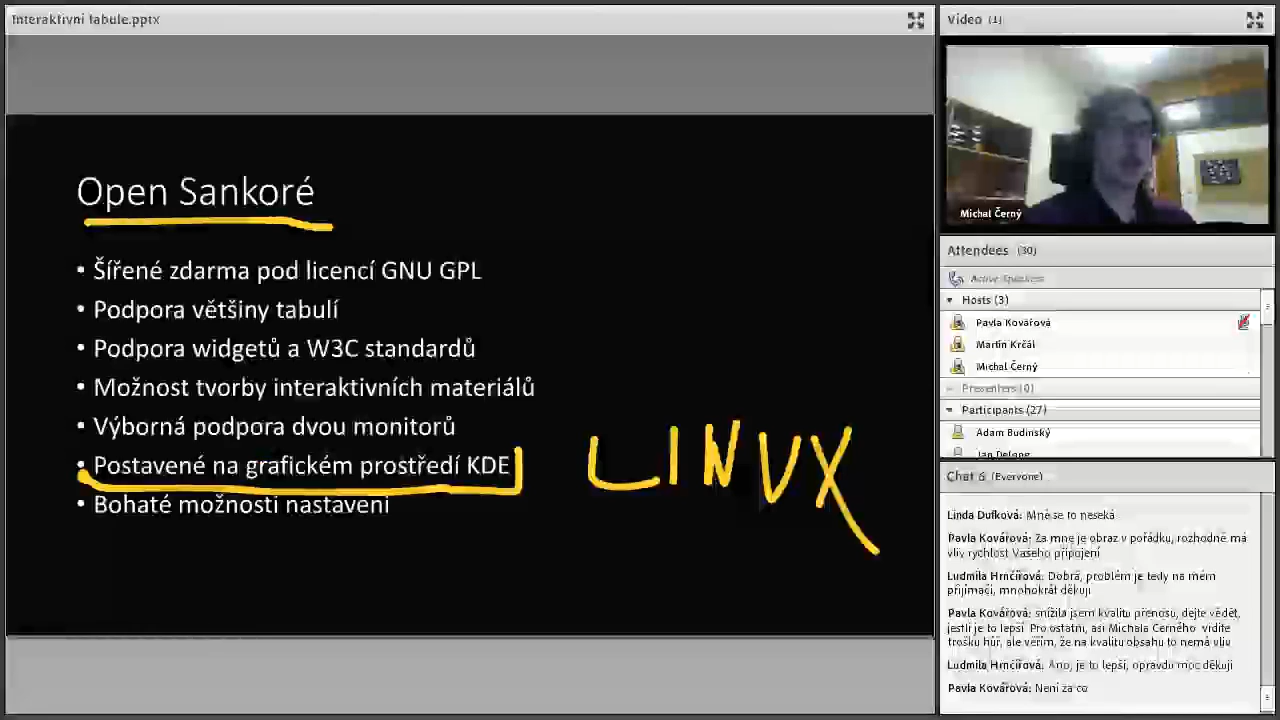 Interaktivní tabule.pptx
Open Sankoré
• Šířené zdarma pod licencí GNU GPL
• Podpora většiny tabulí
• Podpora widgetů a W3C standardů
• Možnost tvorby interaktivních materiálů
• Výborná podpora dvou monitorů
• Postavené na grafickém prostředí KDE
• Bohaté možnosti nastavení
LINUX
Video (1)
Michal Černý
Attendees (30)
Active Speakers
Hosts (3)
Pavla Kovářová
Martin Krčál
Michal Černý
Presenters (0)
Participants (27)
Adam Budinský
Chat 6 (Everyone)
Linda Dufková: Mně se to neseká
Pavla Kovářová: Za mne je obraz v pořádku, rozhodně má
vliv rychlost Vašeho připojení
Ludmila Hrnčířová: Dobrá, problém je tedy na mém
přijímači, mnohokrát děkuji
Pavla Kovářová: snížila jsem kvalitu přenosu, dejte vědět,
jestli je to lepší. Pro ostatní, asi Michala Černého vidíte
trošku hůř, ale věřím, že na kvalitu obsahu to nemá vliv
Ludmila Hrnčířová: Ano, je to lepší, opravdu moc děkuji
Pavla Kovářová: Není za co